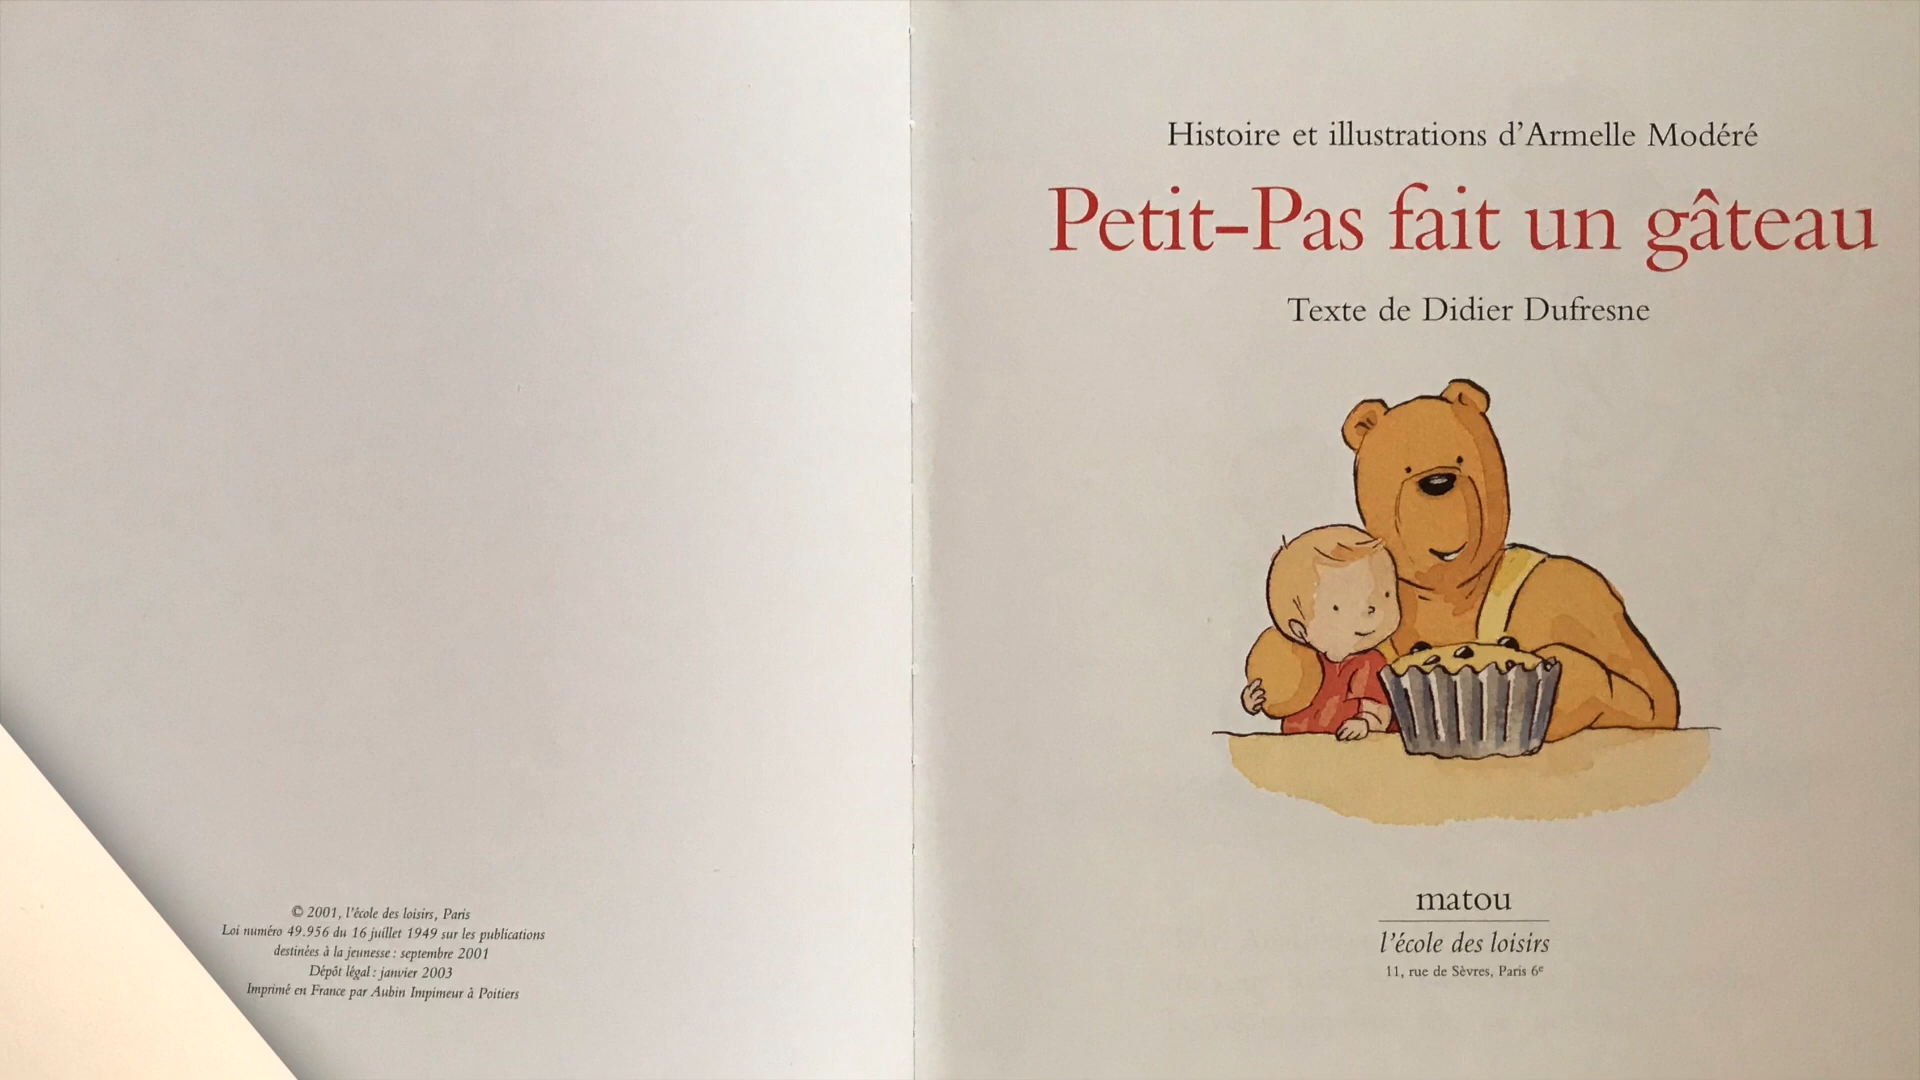 © 2001, l'école des loisirs, Paris
Loi numéro 49.956 du 16 juillet 1949 sur les publications
destinées à la jeunesse : septembre 2001
Dépôt légal : janvier 2003
Imprimé en France par Aubin Impimeur à Poitiers
Histoire et illustrations d'Armelle Modéré
Petit-Pas fait un gâteau
Texte de Didier Dufresne
matou
l'école des loisirs
11, rue de Sèvres, Paris 6e